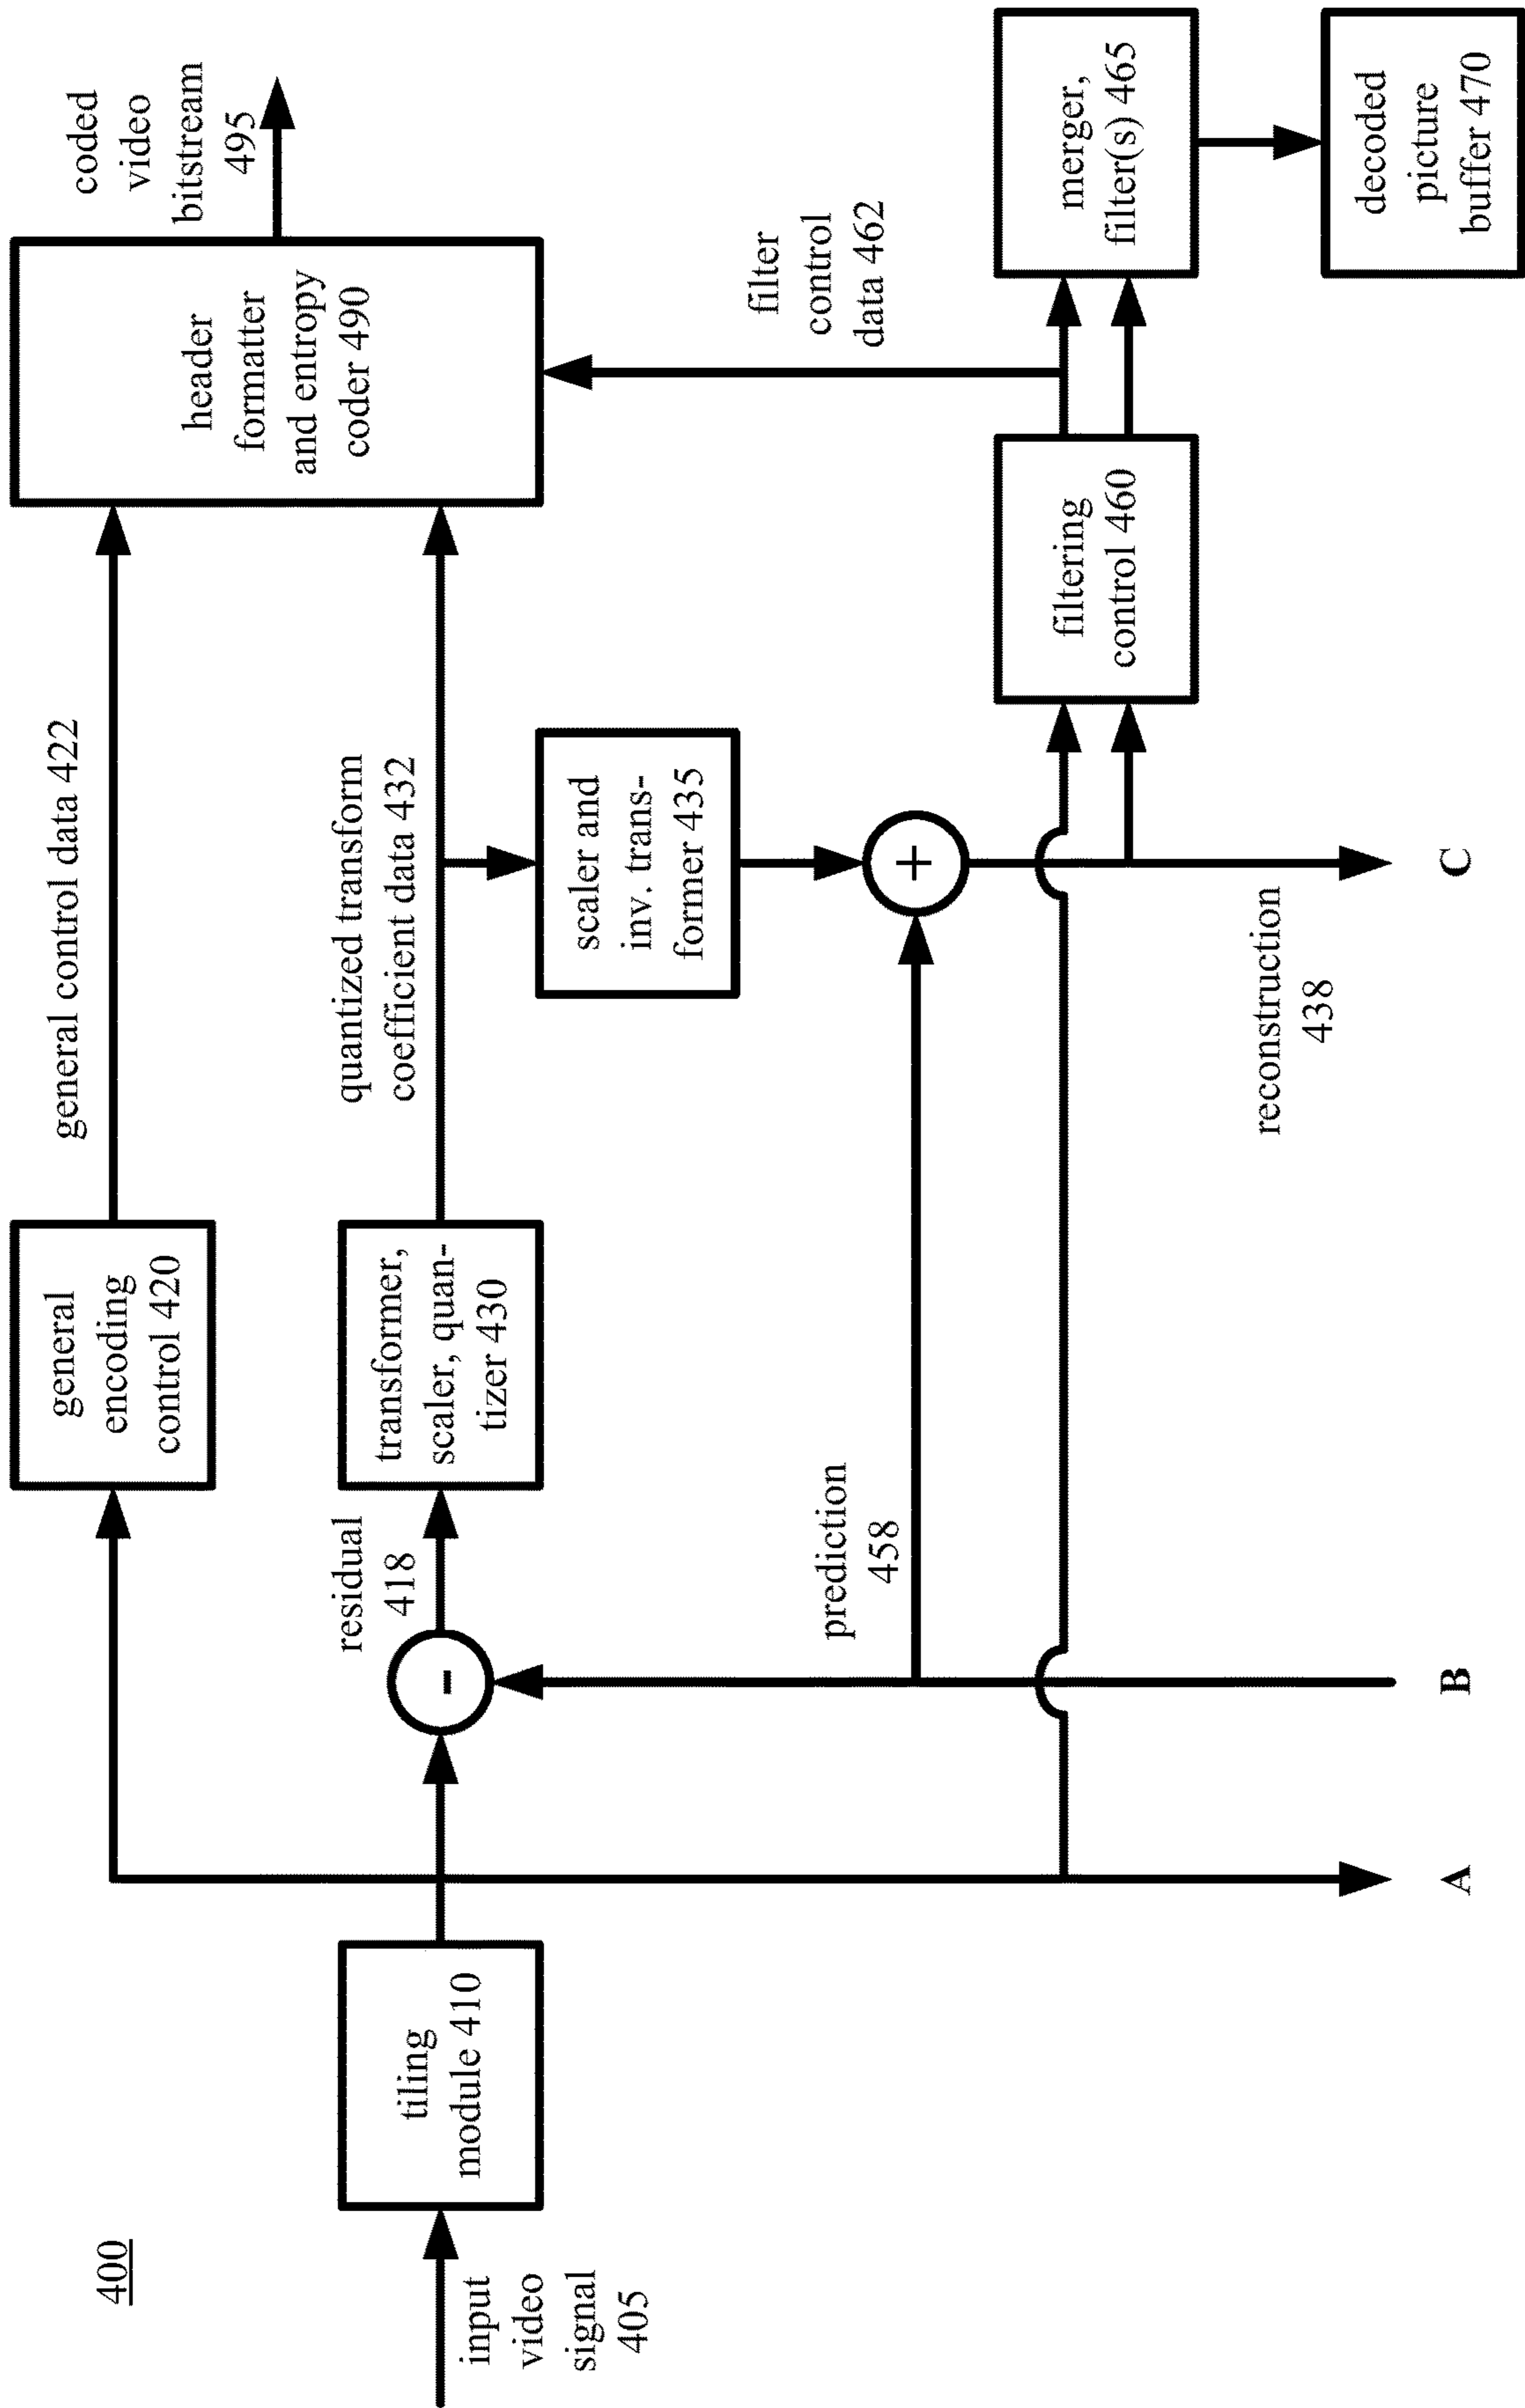 400
coded
video
bitstream
495
general control data 422
general
encoding
control 420
header
formatter
and entropy
coder 490
quantized transform
coefficient data 432
residual
418
transformer,
scaler, quan-
tizer 430
tiling
module 410
input
video
signal
405
-
scaler and
inv. trans-
former 435
filter
control
data 462
prediction
458
+
filtering
control 460
merger,
filter(s) 465
decoded
picture
buffer 470
reconstruction
438
A
B
C